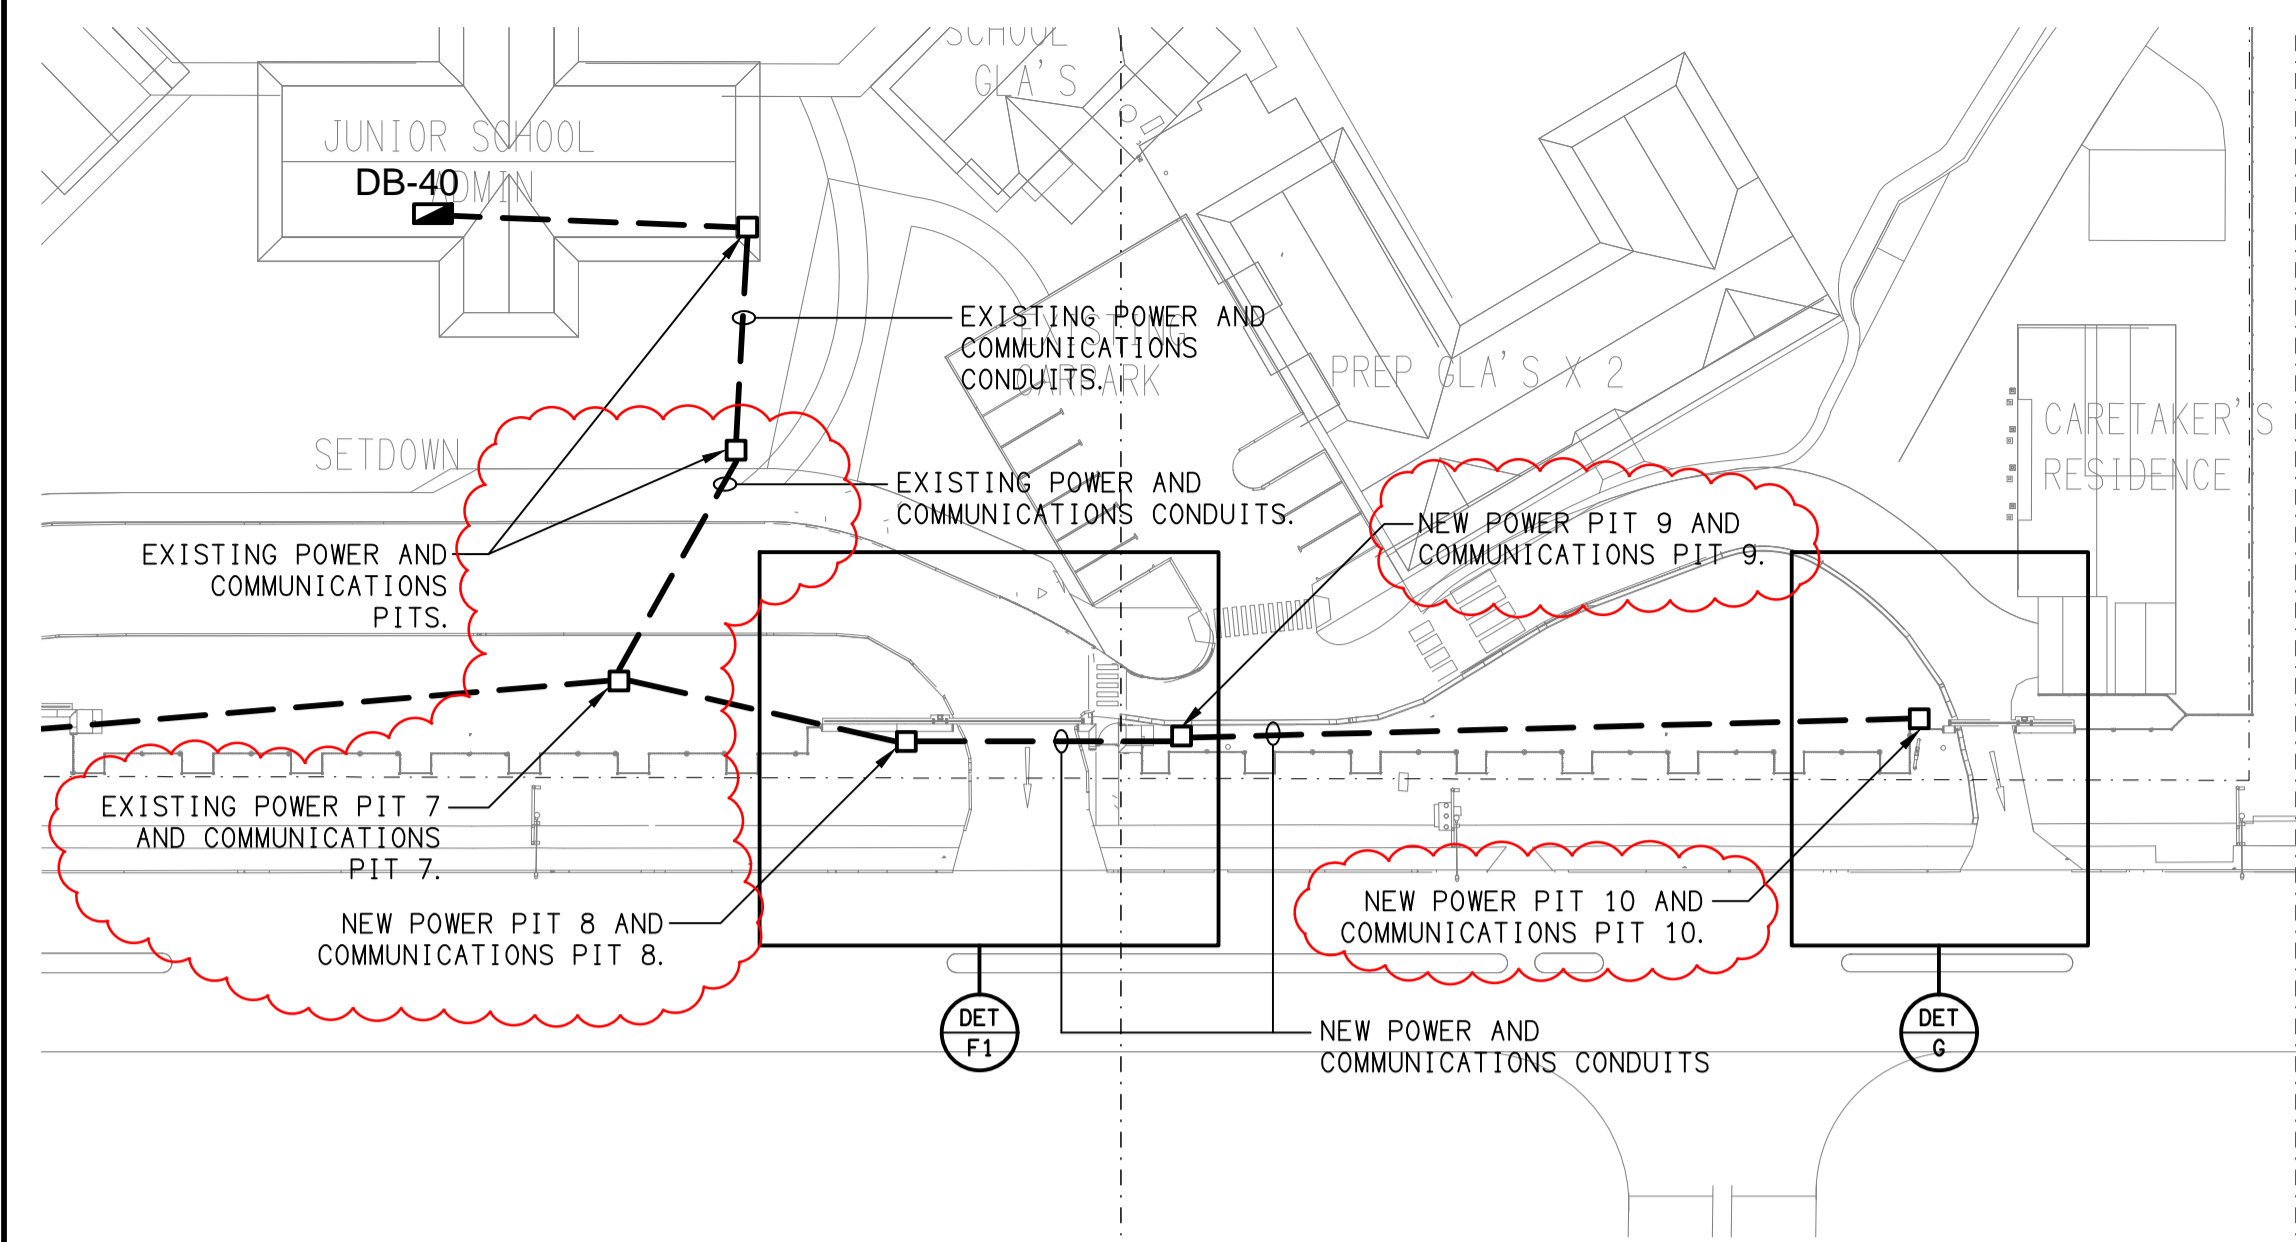 SCHOOL
GLA'S
JUNIOR SCHOOL
ADMIN
DB-40
EXISTING POWER AND
COMMUNICATIONS
CONDUITS.
EXISTING
CARPARK
PREP GLA'S X 2
CARETAKER'S
RESIDENCE
SETDOWN
EXISTING POWER AND
COMMUNICATIONS CONDUITS.
NEW POWER PIT 9 AND
COMMUNICATIONS PIT 9.
EXISTING POWER AND
COMMUNICATIONS
PITS.
EXISTING POWER PIT 7
AND COMMUNICATIONS
PIT 7.
NEW POWER PIT 8 AND
COMMUNICATIONS PIT 8.
NEW POWER PIT 10 AND
COMMUNICATIONS PIT 10.
DET
F1
DET
G
NEW POWER AND
COMMUNICATIONS CONDUITS